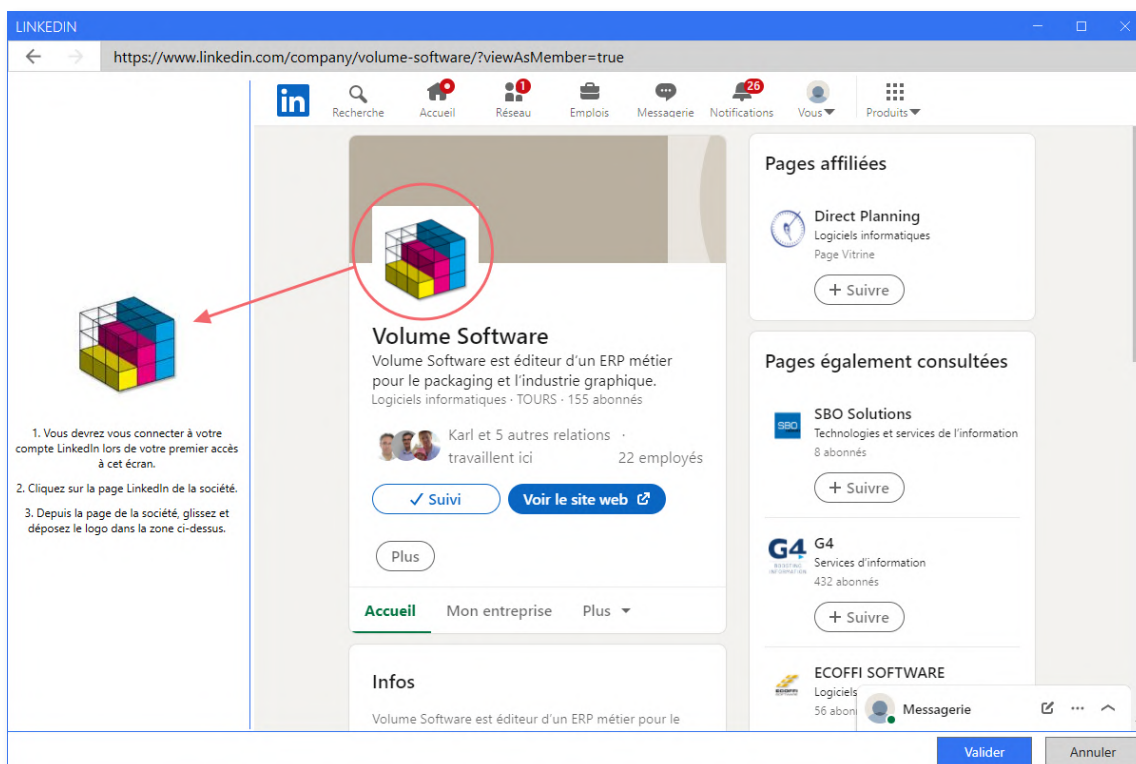 LINKEDIN
https://www.linkedin.com/company/volume-software/?viewAsMember=true
in
Recherche
Accueil
1
Réseau
Emplois
Messagerie
26
Notifications
Vous
Produits
1. Vous devrez vous connecter à votre
compte LinkedIn lors de votre premier accès
à cet écran.
2. Cliquez sur la page LinkedIn de la société.
3. Depuis la page de la société, glissez et
déposez le logo dans la zone ci-dessus.
Volume Software
Volume Software est éditeur d'un ERP métier
pour le packaging et l'industrie graphique.
Logiciels informatiques · TOURS · 155 abonnés
Karl et 5 autres relations ·
travaillent ici
22 employés
Suivi
Voir le site web
Plus
Accueil
Mon entreprise
Plus
Infos
Volume Software est éditeur d'un ERP métier pour le
Pages affiliées
Direct Planning
Logiciels informatiques
Page Vitrine
+ Suivre
Pages également consultées
SBO
SBO Solutions
Technologies et services de l'information
8 abonnés
+ Suivre
G4
BOOSTING
INFORMATION
G4
Services d'information
432 abonnés
+ Suivre
ECOFFI
SOFTWARE
ECOFFI SOFTWARE
Logiciels
56 abon
Messagerie
Valider
Annuler